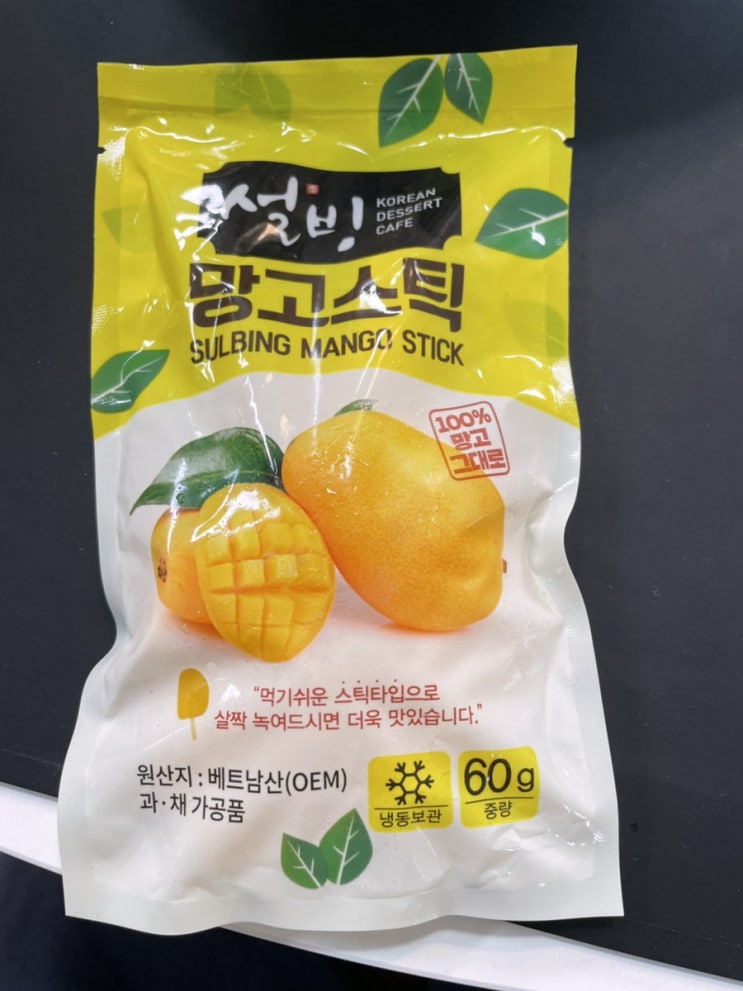 썰빙
KOREAN
DESSERT
CAFE
망고스틱
SULBING MANGO STICK
100%
망고
그대로
“먹기쉬운 스틱타입으로
살짝 녹여드시면 더욱 맛있습니다.”
원산지 : 베트남산(OEM)
과·채 가공품
냉동보관
60g
중량